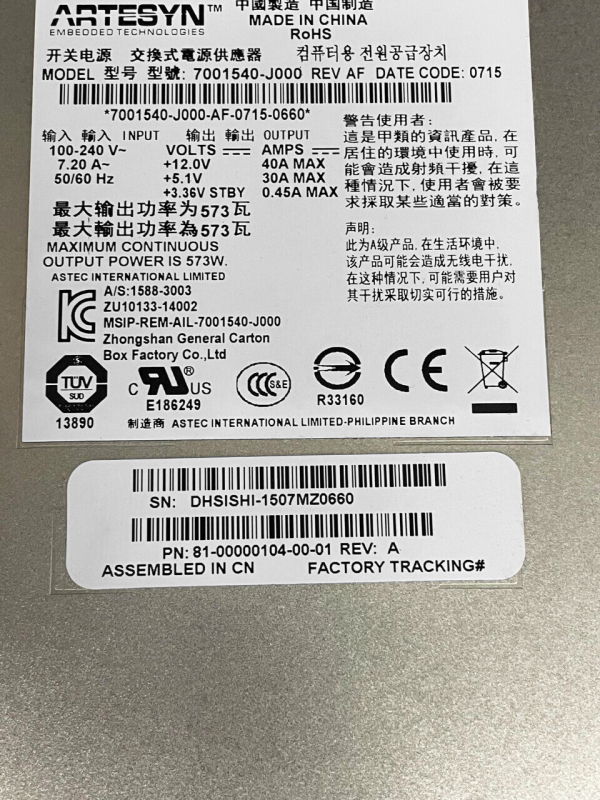 ARTESYN™ 中國製造 中国制造
EMBEDDED TECHNOLOGIES MADE IN CHINA
RoHS
开关电源 交換式電源供應器 컴퓨터용 전원공급장치
MODEL 型号 型號: 7001540-J000 REV AF DATE CODE: 0715
*7001540-J000-AF-0715-0660*
输入 輸入 INPUT 输出 輸出 OUTPUT
100-240 V~ VOLTS AMPS
7.20 A~ +12.0V 40A MAX
50/60 Hz +5.1V 30A MAX
+3.36V STBY 0.45A MAX
最大输出功率为573瓦
最大輸出功率為573瓦
MAXIMUM CONTINUOUS
OUTPUT POWER IS 573W.
ASTEC INTERNATIONAL LIMITED
A/S:1588-3003
ZU10133-14002
MSIP-REM-AIL-7001540-J000
Zhongshan General Carton
Box Factory Co.,Ltd
警告使用者:
這是甲類的資訊產品, 在
居住的環境中使用時, 可
能會造成射頻干擾, 在這
種情況下, 使用者會被要
求採取某些適當的對策。
声明:
此为A级产品, 在生活环境中,
该产品可能会造成无线电干扰,
在这种情况下, 可能需要用户对
其干扰采取切实可行的措施。
TÜV
SUD
13890
C RU® US
E186249
CCC S&E
R33160
CE
制造商 ASTEC INTERNATIONAL LIMITED-PHILIPPINE BRANCH
SN: DHSISHI-1507MZ0660
PN: 81-00000104-00-01 REV: A
ASSEMBLED IN CN FACTORY TRACKING#